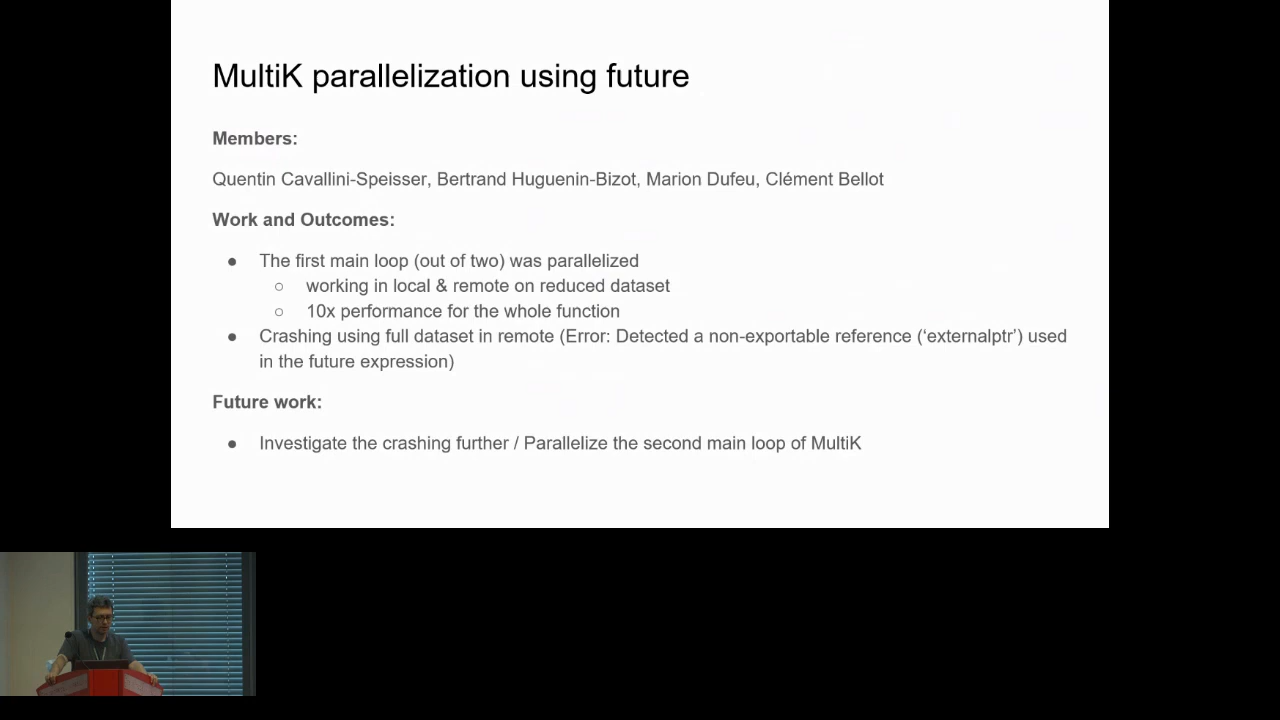 MultiK parallelization using future
Members:
Quentin Cavallini-Speisser, Bertrand Huguenin-Bizot, Marion Dufeu, Clément Bellot
Work and Outcomes:
● The first main loop (out of two) was parallelized
○ working in local & remote on reduced dataset
○ 10x performance for the whole function
● Crashing using full dataset in remote (Error: Detected a non-exportable reference (‘externalptr’) used
in the future expression)
Future work:
● Investigate the crashing further / Parallelize the second main loop of MultiK